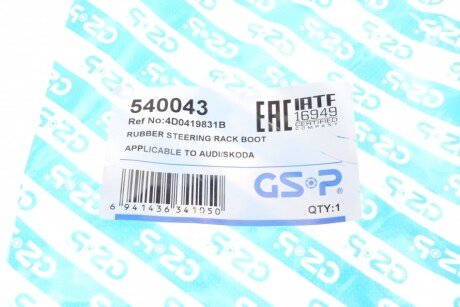 540043
Ref No:4D0419831B
RUBBER STEERING RACK BOOT
APPLICABLE TO AUDI/SKODA
EAC
IATF
16949
CERTIFIED
COMPANY
6 941436 341050
GSP
QTY:1